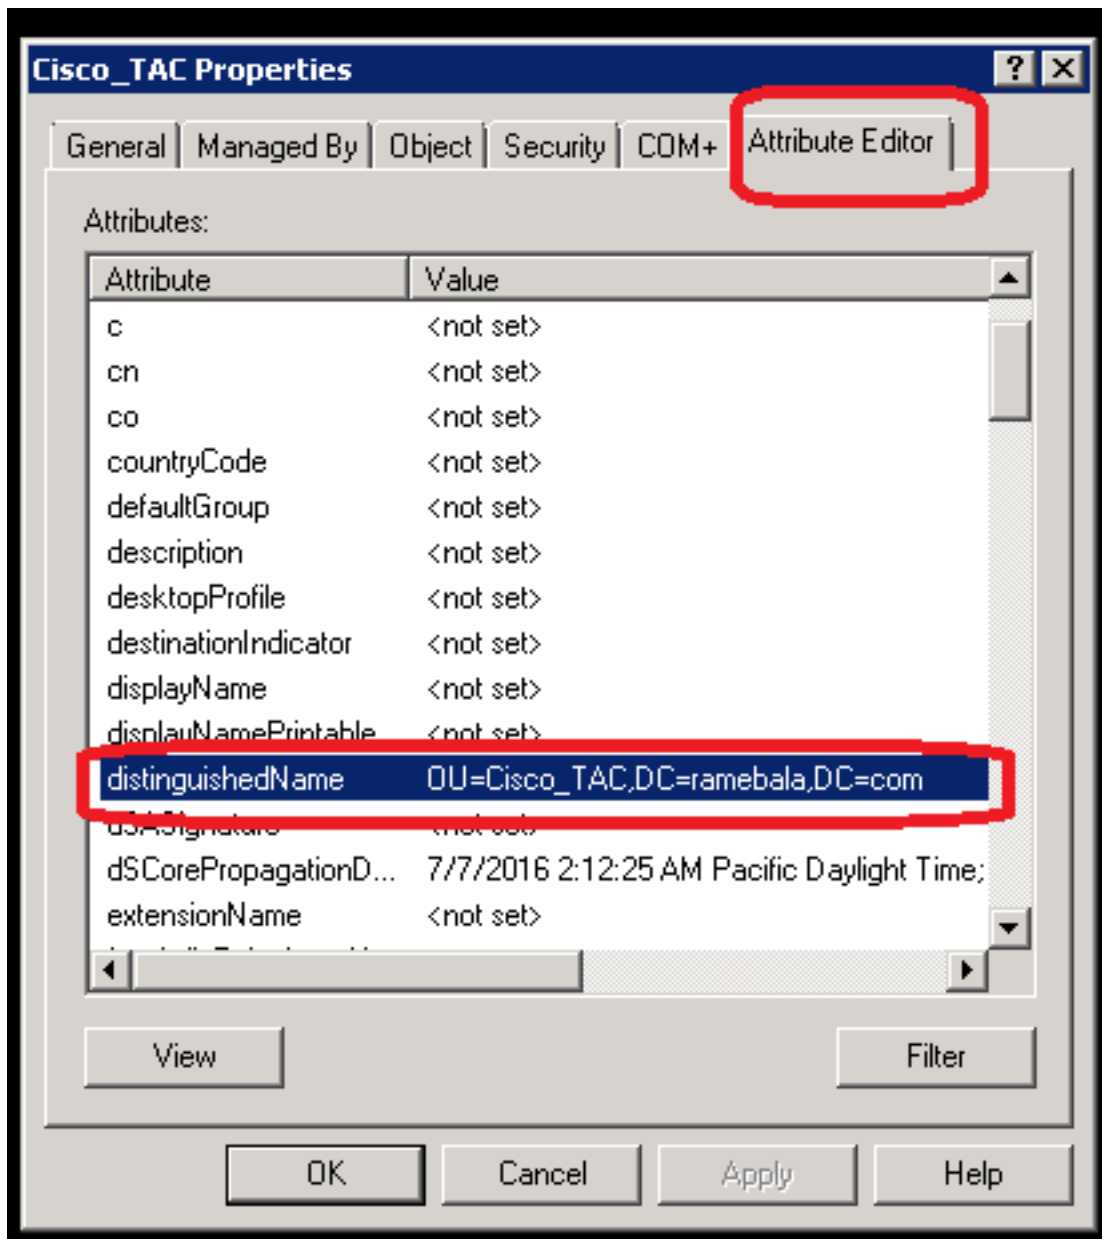 Cisco_TAC Properties
General Managed By Object Security COM+ Attribute Editor
Attributes:
Attribute Value
c <not set>
cn <not set>
co <not set>
countryCode <not set>
defaultGroup <not set>
description <not set>
desktopProfile <not set>
destinationIndicator <not set>
displayName <not set>
displayNamePrintable <not set>
distinguishedName OU=Cisco_TAC,DC=ramebala,DC=com
dSASignature <not set>
dSCorePropagationD... 7/7/2016 2:12:25 AM Pacific Daylight Time;
extensionName <not set>
View Filter
OK Cancel Apply Help